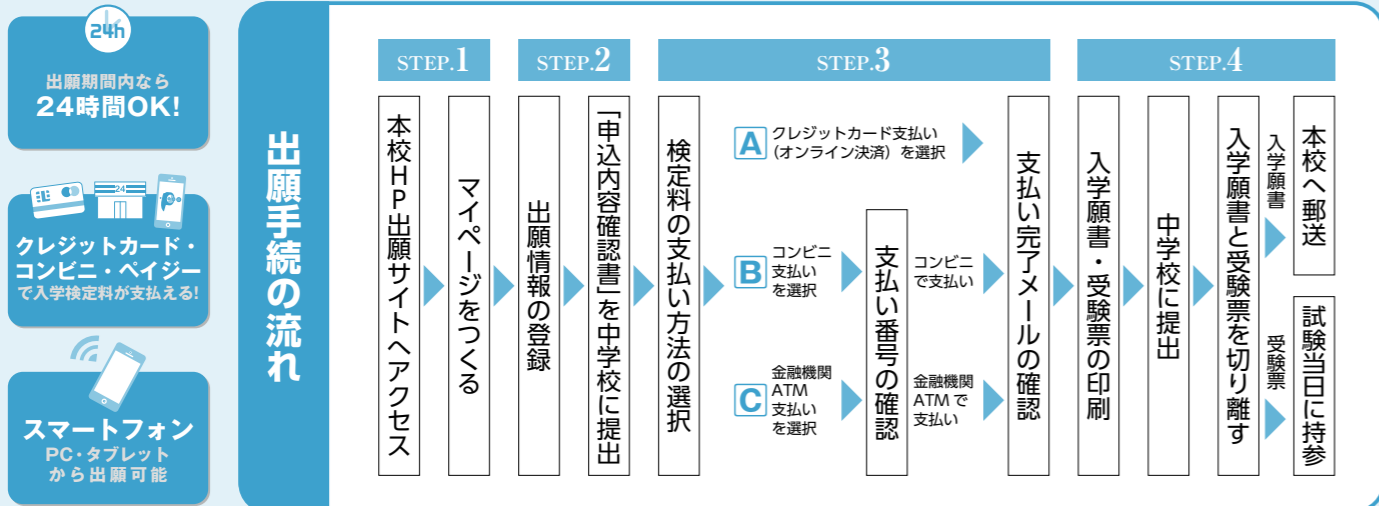 24h
出願期間内なら
24時間OK!
24
クレジットカード・
コンビニ・ペイジー
で入学検定料が支払える!
スマートフォン
PC・タブレット
から出願可能
出願手続の流れ
STEP.1
本校HP出願サイトへアクセス
マイページをつくる
STEP.2
出願情報の登録
「申込内容確認書」を中学校に提出
STEP.3
検定料の支払い方法の選択
A
クレジットカード支払い
(オンライン決済)を選択
B
コンビニ
支払い
を選択
C
金融機関
ATM
支払い
を選択
支払い番号の確認
コンビニ
で支払い
金融機関
ATMで
支払い
支払い完了メールの確認
STEP.4
入学願書・受験票の印刷
中学校に提出
入学願書と受験票を切り離す
入学願書
本校へ郵送
受験票
試験当日に持参